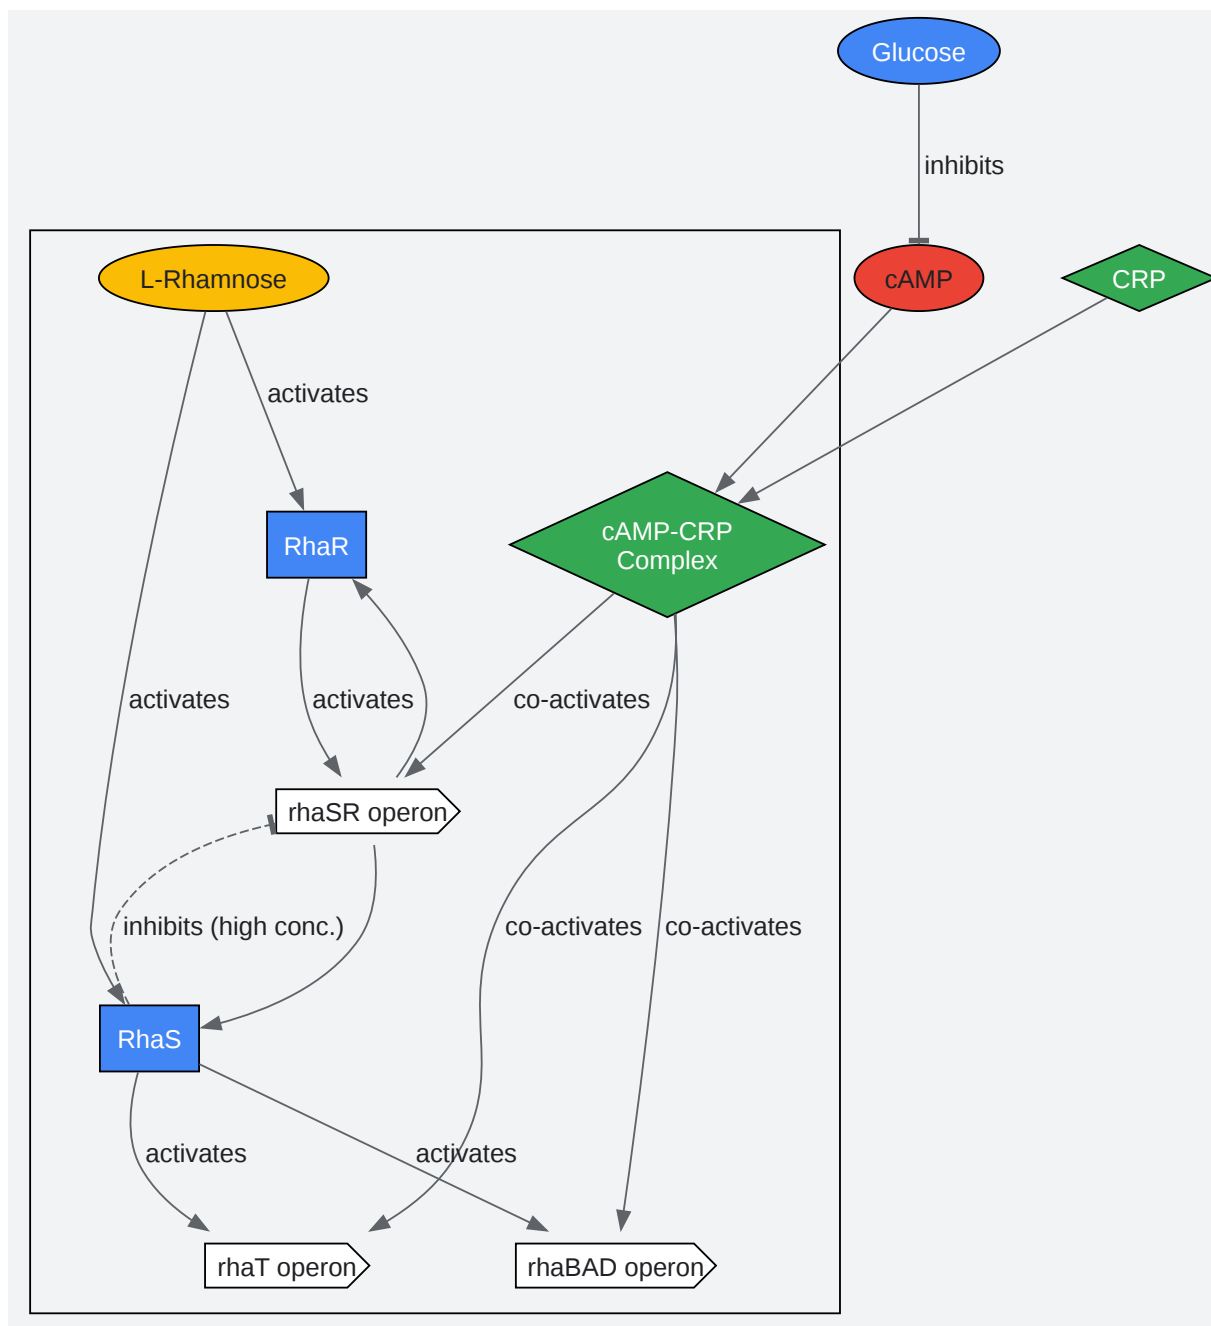 Glucose
inhibits
L-Rhamnose
cAMP
CRP
activates
RhaR
cAMP-CRP
Complex
activates
activates
co-activates
rhaSR operon
inhibits (high conc.)
co-activates
co-activates
RhaS
activates
activates
rhaT operon
rhaBAD operon